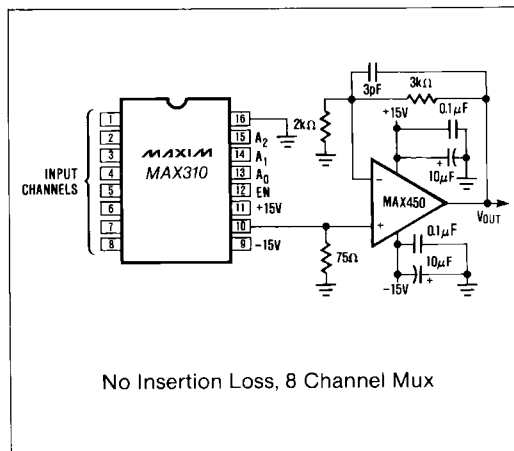 3pF
3kΩ
2kΩ
+15V
0.1μF
10μF
+
INPUT
CHANNELS
1
2
3
4
5
6
7
8
MAXIM
MAX310
16
15 A2
14 A1
13 A0
12 EN
11 +15V
10
9 -15V
75Ω
−
+
MAX450
VOUT
0.1μF
10μF
+
-15V
No Insertion Loss, 8 Channel Mux